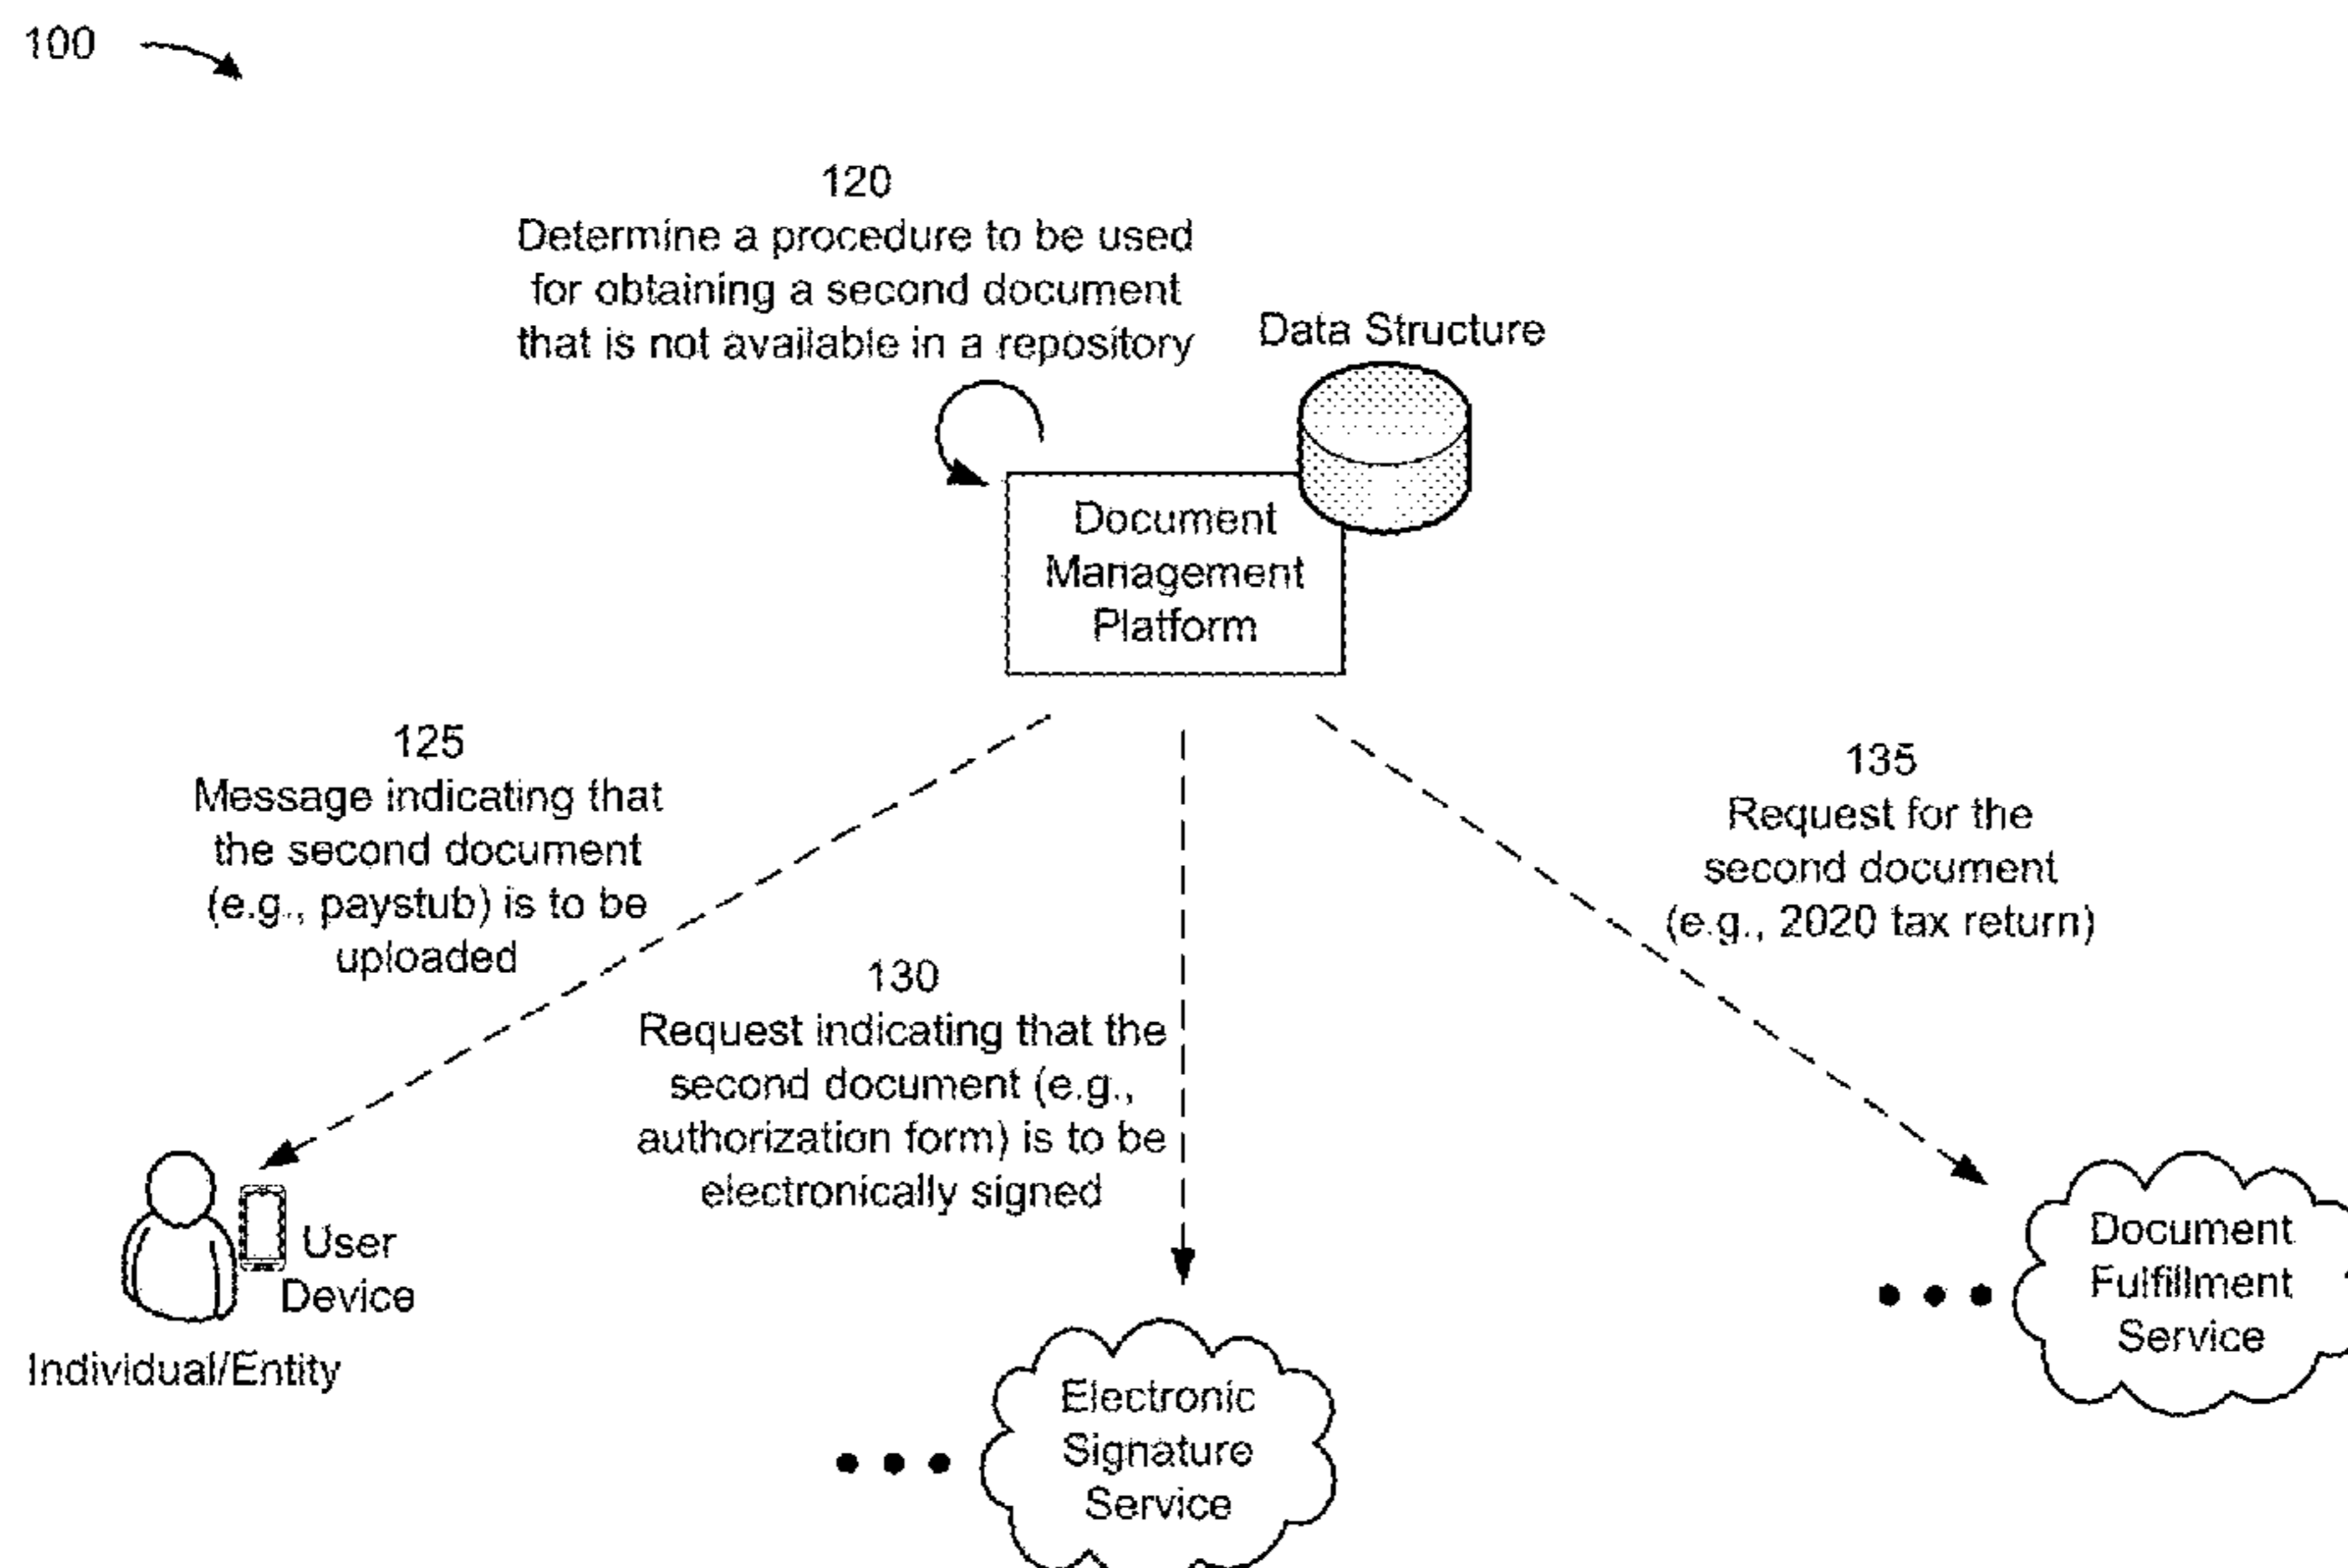 100
120
Determine a procedure to be used
for obtaining a second document
that is not available in a repository
Data Structure
Document
Management
Platform
125
Message indicating that
the second document
(e.g., paystub) is to be
uploaded
135
Request for the
second document
(e.g., 2020 tax return)
130
Request indicating that the
second document (e.g.,
authorization form) is to be
electronically signed
User
Device
Individual/Entity
Electronic
Signature
Service
Document
Fulfillment
Service